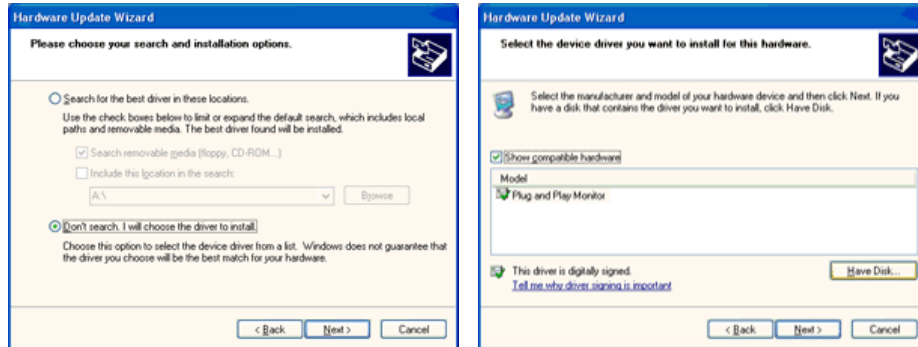 Hardware Update Wizard
Please choose your search and installation options.
Search for the best driver in these locations.
Use the check boxes below to limit or expand the default search, which includes local
paths and removable media. The best driver found will be installed.
Search removable media (floppy, CD-ROM...)
Include this location in the search:
A:\
Browse
Don't search. I will choose the driver to install.
Choose this option to select the device driver from a list. Windows does not guarantee that
the driver you choose will be the best match for your hardware.
< Back
Next >
Cancel
Hardware Update Wizard
Select the device driver you want to install for this hardware.
Select the manufacturer and model of your hardware device and then click Next. If you
have a disk that contains the driver you want to install, click Have Disk.
Show compatible hardware
Model
Plug and Play Monitor
This driver is digitally signed.
Have Disk...
Tell me why driver signing is important
< Back
Next >
Cancel